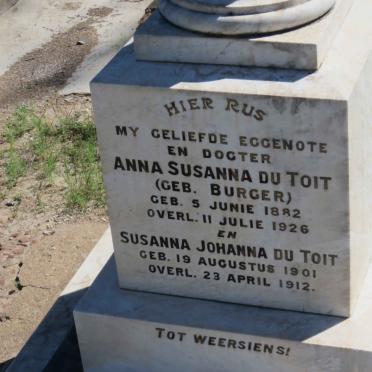 HIER RUS
MY GELIEFDE EGGENOTE
EN DOGTER
ANNA SUSANNA DU TOIT
(GEB. BURGER)
GEB. 5 JUNIE 1882
OVERL. 11 JULIE 1926
EN
SUSANNA JOHANNA DU TOIT
GEB. 19 AUGUSTUS 1901
OVERL. 23 APRIL 1912.
TOT WEERSIENS!